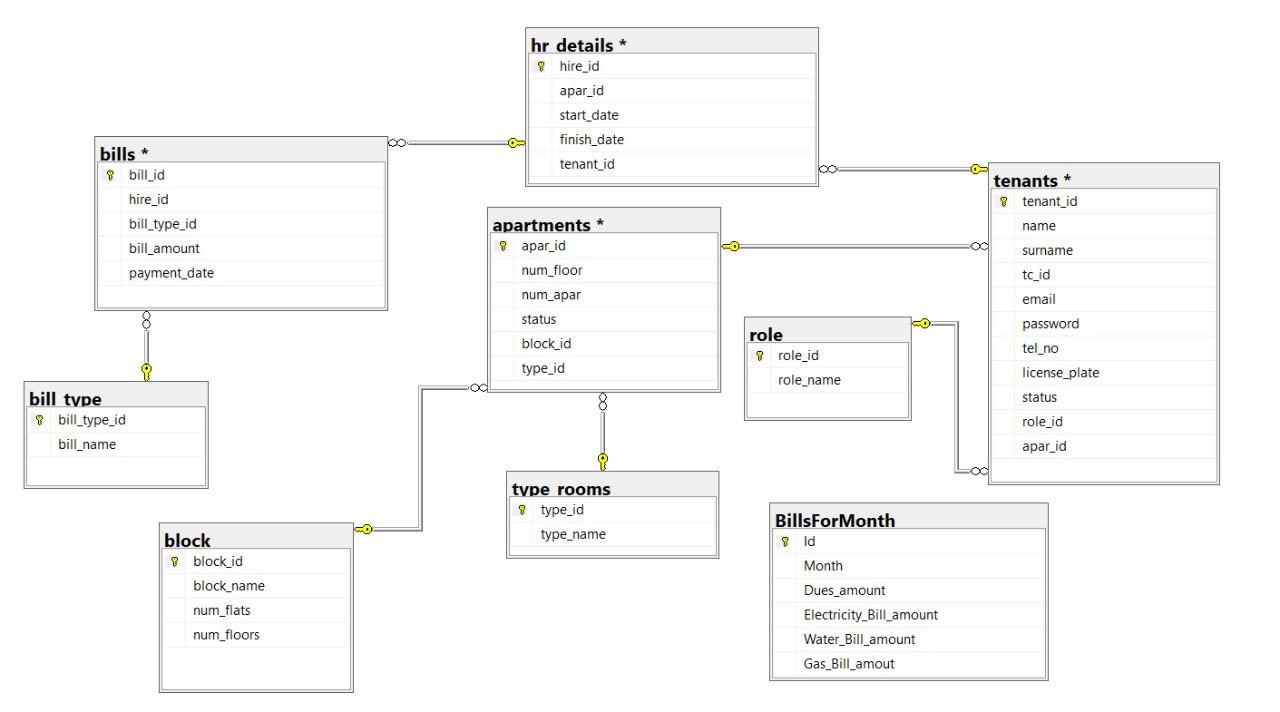 hr_details *
hire_id
apar_id
start_date
finish_date
tenant_id
bills *
bill_id
hire_id
bill_type_id
bill_amount
payment_date
tenants *
tenant_id
name
surname
tc_id
email
password
tel_no
license_plate
status
role_id
apar_id
apartments *
apar_id
num_floor
num_apar
status
block_id
type_id
role
role_id
role_name
bill_type
bill_type_id
bill_name
type_rooms
type_id
type_name
block
block_id
block_name
num_flats
num_floors
BillsForMonth
Id
Month
Dues_amount
Electricity_Bill_amount
Water_Bill_amount
Gas_Bill_amout